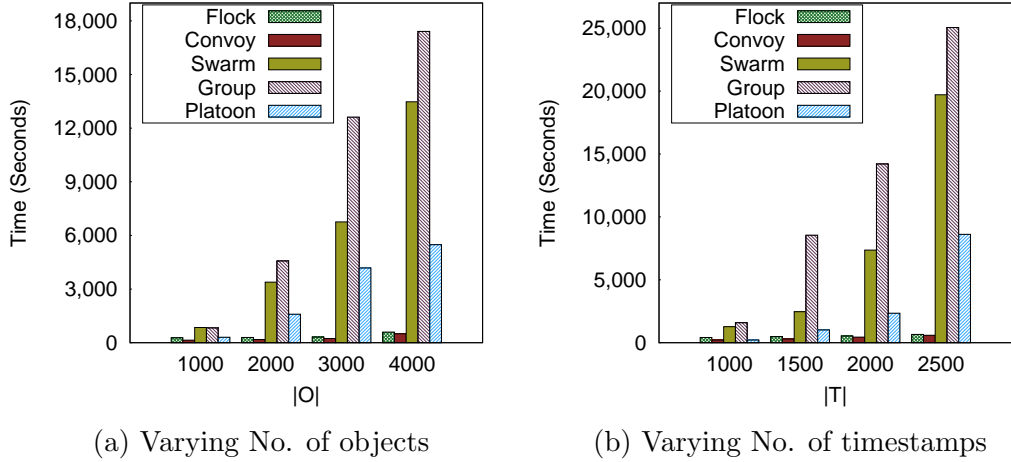 18,000
15,000
12,000
9,000
6,000
3,000
0
Time (Seconds)
Flock
Convoy
Swarm
Group
Platoon
1000 2000 3000 4000
|O|
(a) Varying No. of objects
25,000
20,000
15,000
10,000
5,000
0
Time (Seconds)
Flock
Convoy
Swarm
Group
Platoon
1000 1500 2000 2500
|T|
(b) Varying No. of timestamps